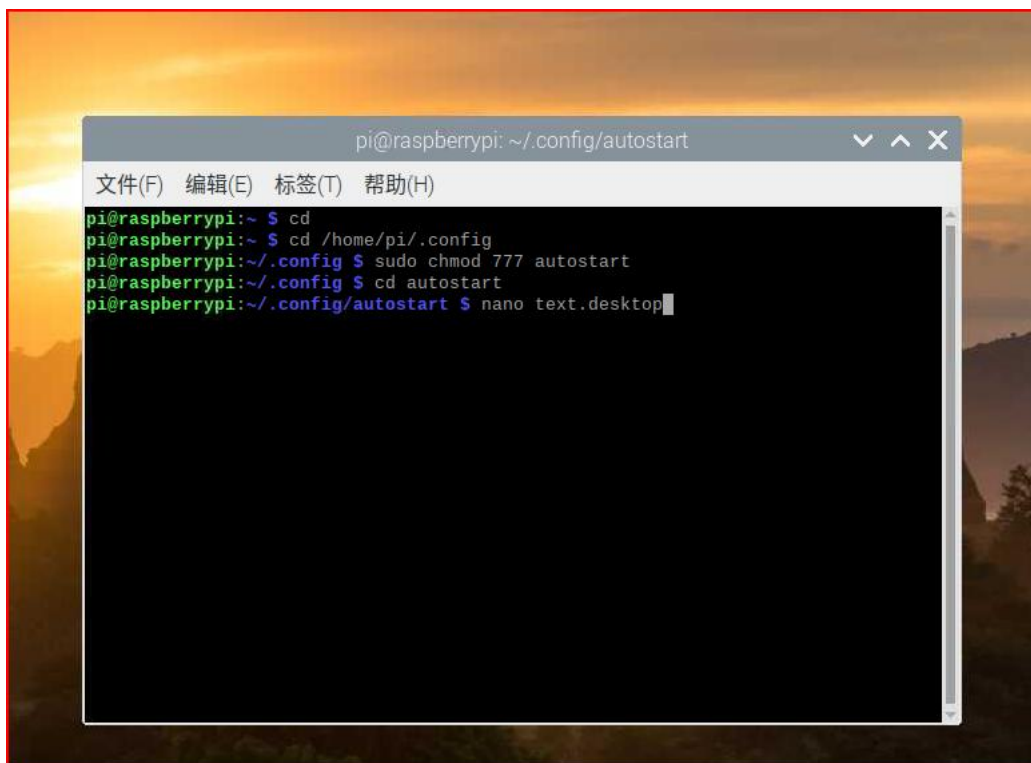 pi@raspberrypi: ~/.config/autostart
文件(F) 编辑(E) 标签(T) 帮助(H)
pi@raspberrypi:~ $ cd
pi@raspberrypi:~ $ cd /home/pi/.config
pi@raspberrypi:~/.config $ sudo chmod 777 autostart
pi@raspberrypi:~/.config $ cd autostart
pi@raspberrypi:~/.config/autostart $ nano text.desktop